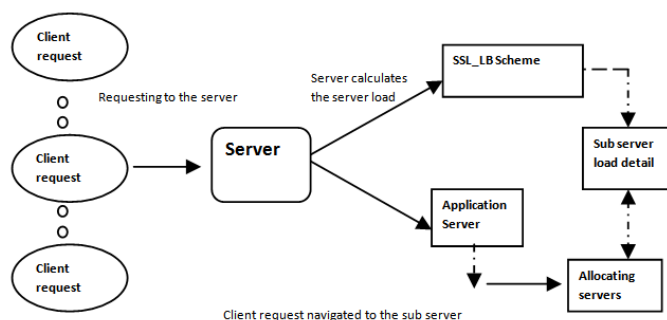 Client
request
Requesting to the server
Client
request
Client
request
Server
Server calculates
the server load
SSL_LB Scheme
Sub server
load detail
Application
Server
Allocating
servers
Client request navigated to the sub server